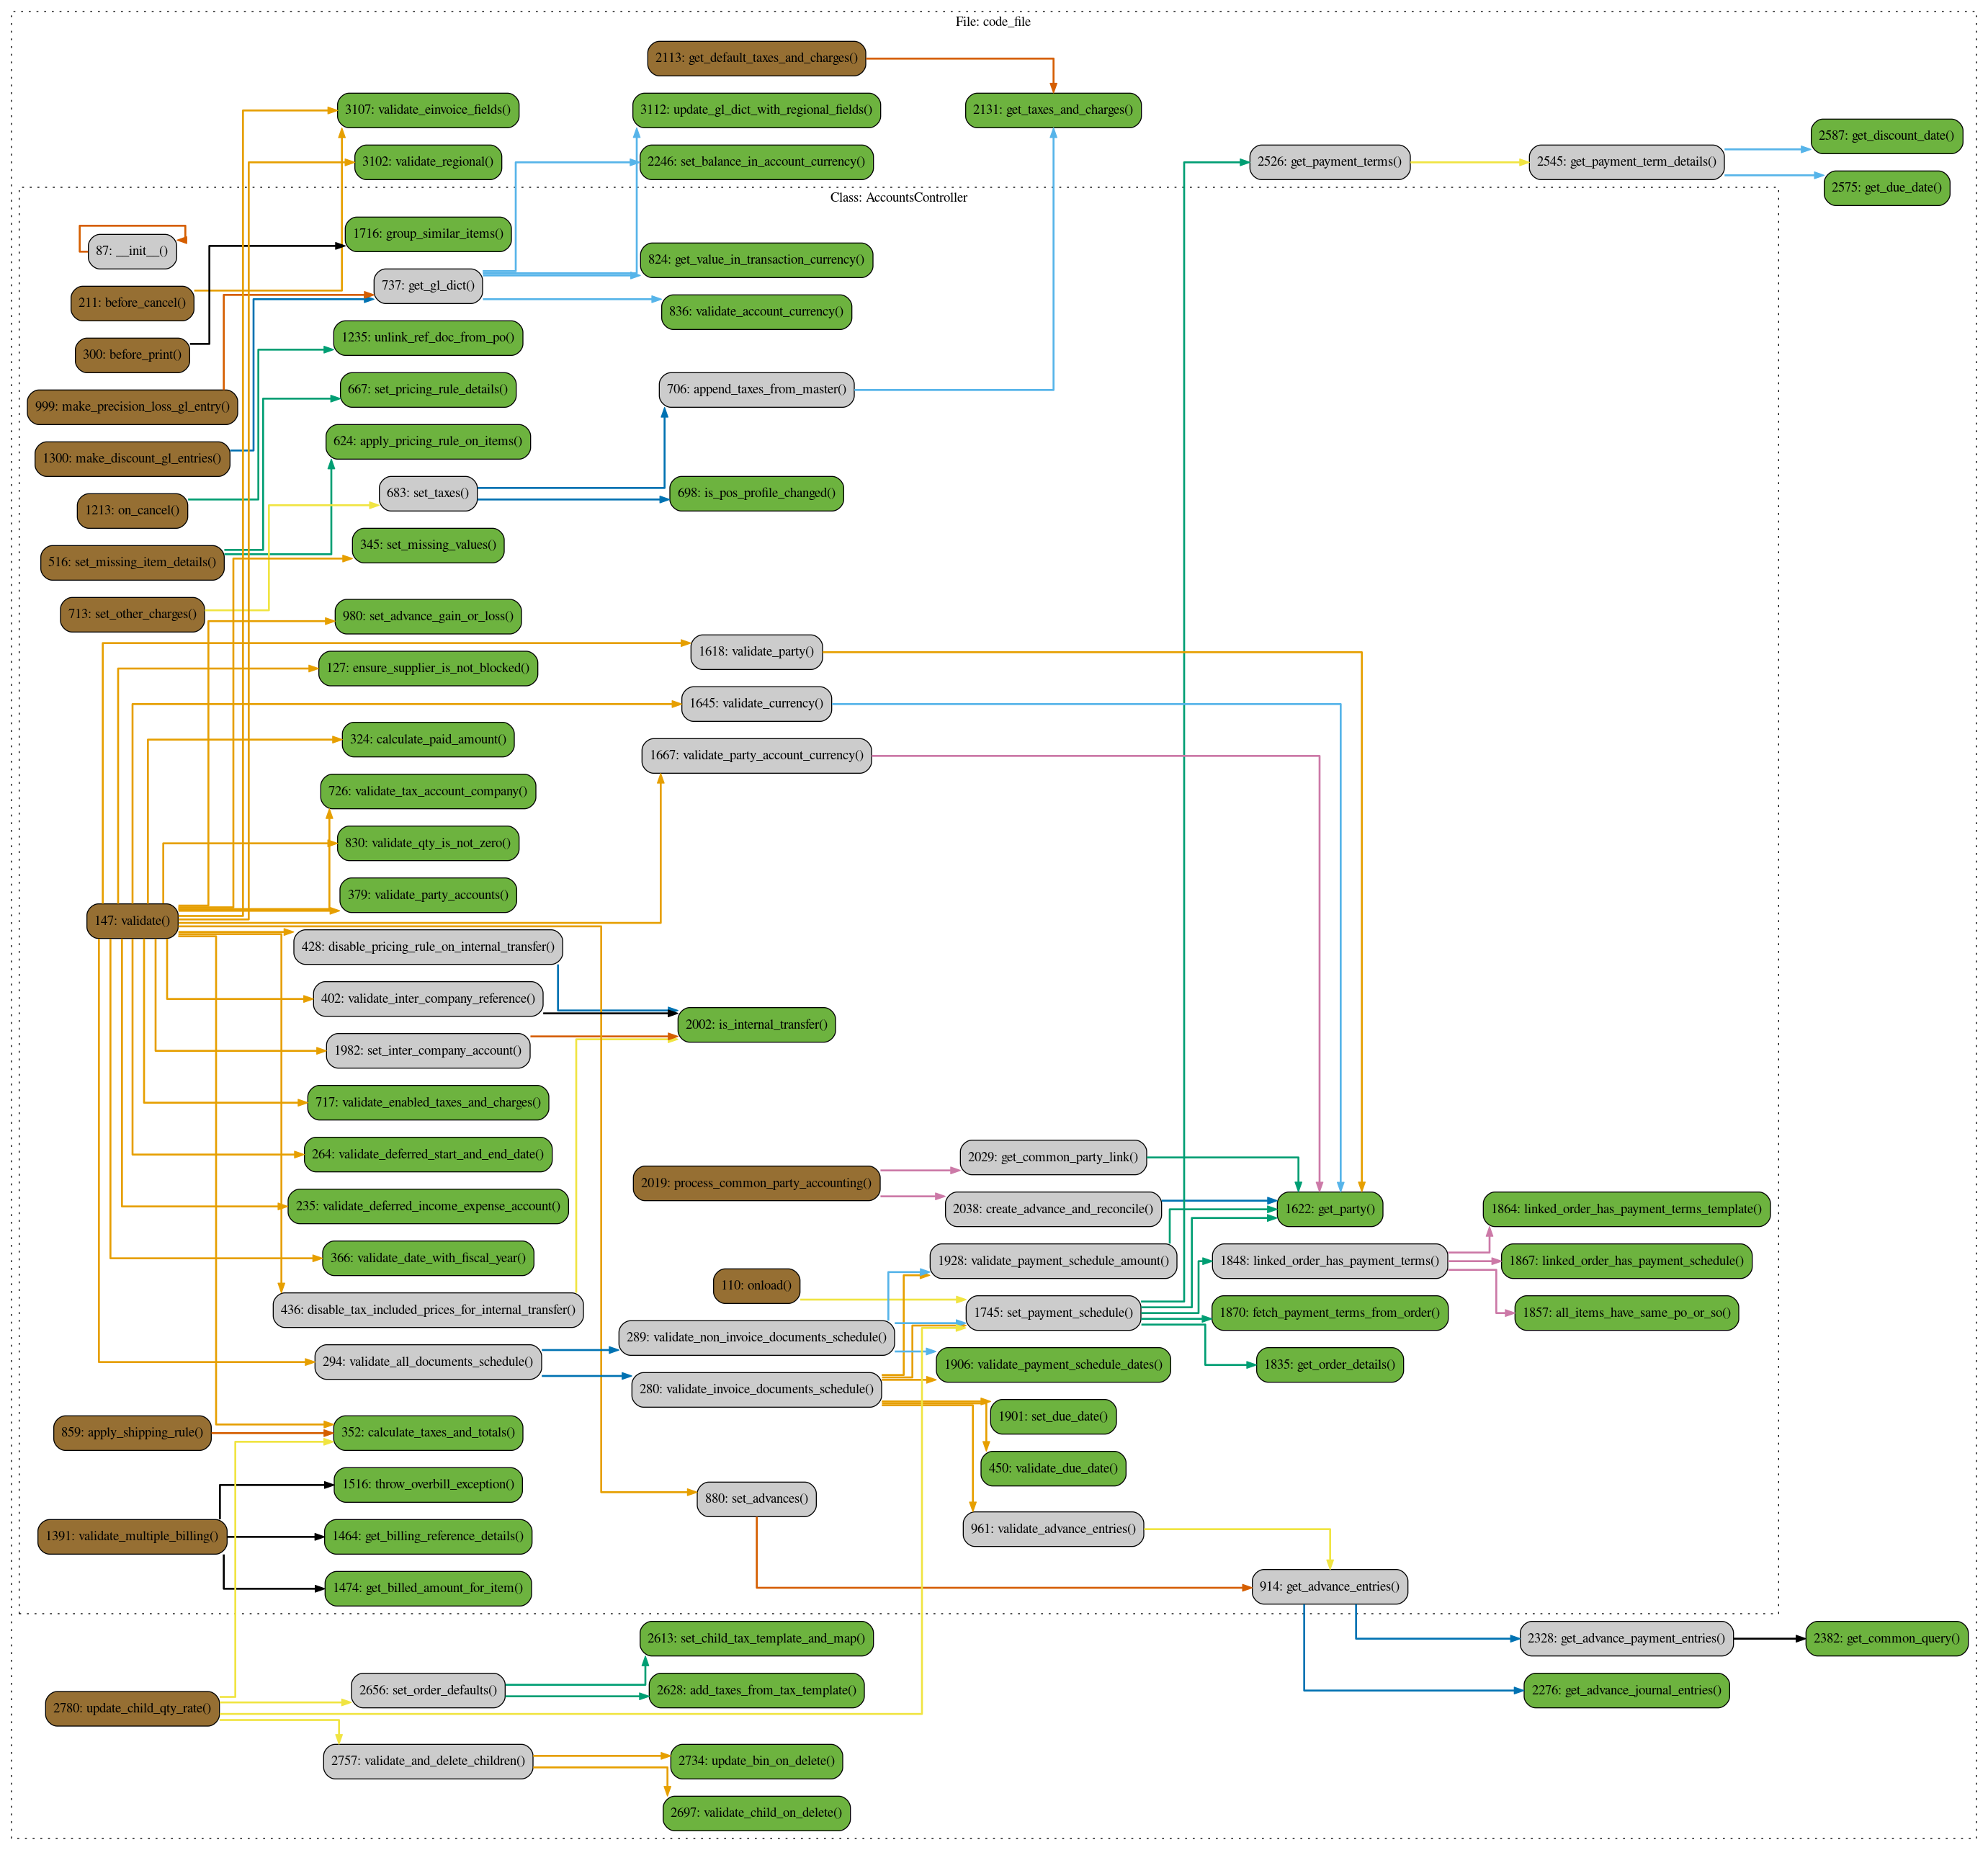 File: code_file
2113: get_default_taxes_and_charges()
3107: validate_einvoice_fields()
3112: update_gl_dict_with_regional_fields()
2131: get_taxes_and_charges()
2587: get_discount_date()
3102: validate_regional()
2246: set_balance_in_account_currency()
2526: get_payment_terms()
2545: get_payment_term_details()
2575: get_due_date()
Class: AccountsController
1716: group_similar_items()
87: __init__()
824: get_value_in_transaction_currency()
737: get_gl_dict()
211: before_cancel()
836: validate_account_currency()
1235: unlink_ref_doc_from_po()
300: before_print()
667: set_pricing_rule_details()
706: append_taxes_from_master()
999: make_precision_loss_gl_entry()
624: apply_pricing_rule_on_items()
1300: make_discount_gl_entries()
683: set_taxes()
698: is_pos_profile_changed()
1213: on_cancel()
345: set_missing_values()
516: set_missing_item_details()
713: set_other_charges()
980: set_advance_gain_or_loss()
1618: validate_party()
127: ensure_supplier_is_not_blocked()
1645: validate_currency()
324: calculate_paid_amount()
1667: validate_party_account_currency()
726: validate_tax_account_company()
830: validate_qty_is_not_zero()
379: validate_party_accounts()
147: validate()
428: disable_pricing_rule_on_internal_transfer()
402: validate_inter_company_reference()
2002: is_internal_transfer()
1982: set_inter_company_account()
717: validate_enabled_taxes_and_charges()
264: validate_deferred_start_and_end_date()
2029: get_common_party_link()
2019: process_common_party_accounting()
235: validate_deferred_income_expense_account()
2038: create_advance_and_reconcile()
1622: get_party()
1864: linked_order_has_payment_terms_template()
366: validate_date_with_fiscal_year()
1928: validate_payment_schedule_amount()
1848: linked_order_has_payment_terms()
1867: linked_order_has_payment_schedule()
110: onload()
436: disable_tax_included_prices_for_internal_transfer()
1745: set_payment_schedule()
1870: fetch_payment_terms_from_order()
1857: all_items_have_same_po_or_so()
289: validate_non_invoice_documents_schedule()
294: validate_all_documents_schedule()
1906: validate_payment_schedule_dates()
1835: get_order_details()
280: validate_invoice_documents_schedule()
1901: set_due_date()
859: apply_shipping_rule()
352: calculate_taxes_and_totals()
450: validate_due_date()
1516: throw_overbill_exception()
880: set_advances()
1391: validate_multiple_billing()
1464: get_billing_reference_details()
961: validate_advance_entries()
1474: get_billed_amount_for_item()
914: get_advance_entries()
2613: set_child_tax_template_and_map()
2328: get_advance_payment_entries()
2382: get_common_query()
2656: set_order_defaults()
2628: add_taxes_from_tax_template()
2276: get_advance_journal_entries()
2780: update_child_qty_rate()
2757: validate_and_delete_children()
2734: update_bin_on_delete()
2697: validate_child_on_delete()